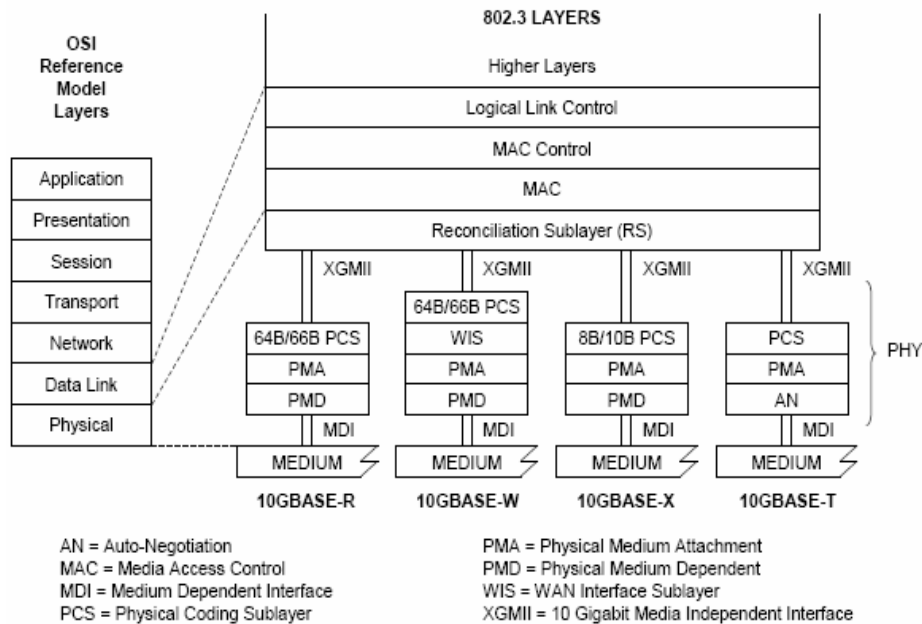 802.3 LAYERS
OSI
Reference
Model
Layers
Higher Layers
Logical Link Control
MAC Control
MAC
Reconciliation Sublayer (RS)
Application
Presentation
Session
Transport
Network
Data Link
Physical
XGMII XGMII XGMII XGMII
64B/66B PCS
64B/66B PCS WIS 8B/10B PCS PCS
PHY
PMA PMA PMA PMA
PMD PMD PMD AN
MDI MDI MDI MDI
MEDIUM MEDIUM MEDIUM MEDIUM
10GBASE-R 10GBASE-W 10GBASE-X 10GBASE-T
AN = Auto-Negotiation
MAC = Media Access Control
MDI = Medium Dependent Interface
PCS = Physical Coding Sublayer
PMA = Physical Medium Attachment
PMD = Physical Medium Dependent
WIS = WAN Interface Sublayer
XGMII = 10 Gigabit Media Independent Interface